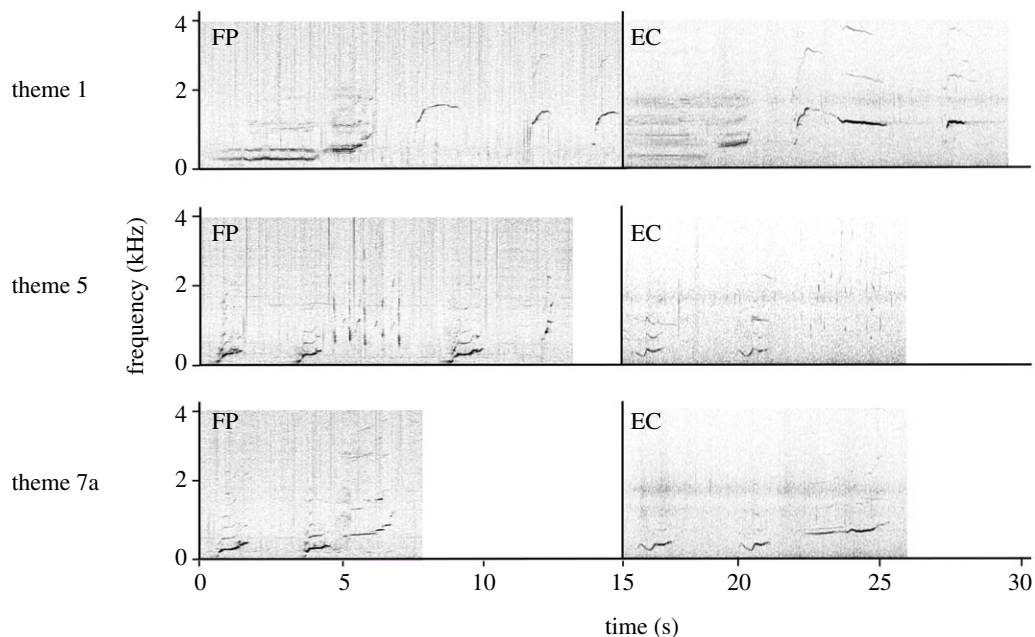 4 FP EC
theme 1
2
0
4 FP EC
theme 5
2
0
frequency (kHz)
4 FP EC
theme 7a
2
0
0 5 10 15 20 25 30
time (s)